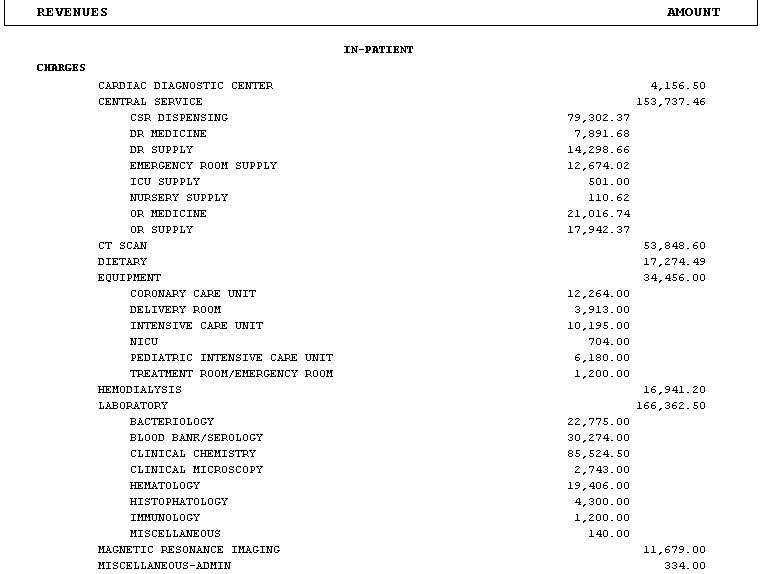 REVENUES AMOUNT
IN-PATIENT
CHARGES
CARDIAC DIAGNOSTIC CENTER 4,156.50
CENTRAL SERVICE 153,737.46
CSR DISPENSING 79,302.37
DR MEDICINE 7,891.68
DR SUPPLY 14,298.66
EMERGENCY ROOM SUPPLY 12,674.02
ICU SUPPLY 501.00
NURSERY SUPPLY 110.62
OR MEDICINE 21,016.74
OR SUPPLY 17,942.37
CT SCAN 53,848.60
DIETARY 17,274.49
EQUIPMENT 34,456.00
CORONARY CARE UNIT 12,264.00
DELIVERY ROOM 3,913.00
INTENSIVE CARE UNIT 10,195.00
NICU 704.00
PEDIATRIC INTENSIVE CARE UNIT 6,180.00
TREATMENT ROOM/EMERGENCY ROOM 1,200.00
HEMODIALYSIS 16,941.20
LABORATORY 166,362.50
BACTERIOLOGY 22,775.00
BLOOD BANK/SEROLOGY 30,274.00
CLINICAL CHEMISTRY 85,524.50
CLINICAL MICROSCOPY 2,743.00
HEMATOLOGY 19,406.00
HISTOPHATOLOGY 4,300.00
IMMUNOLOGY 1,200.00
MISCELLANEOUS 140.00
MAGNETIC RESONANCE IMAGING 11,679.00
MISCELLANEOUS-ADMIN 334.00